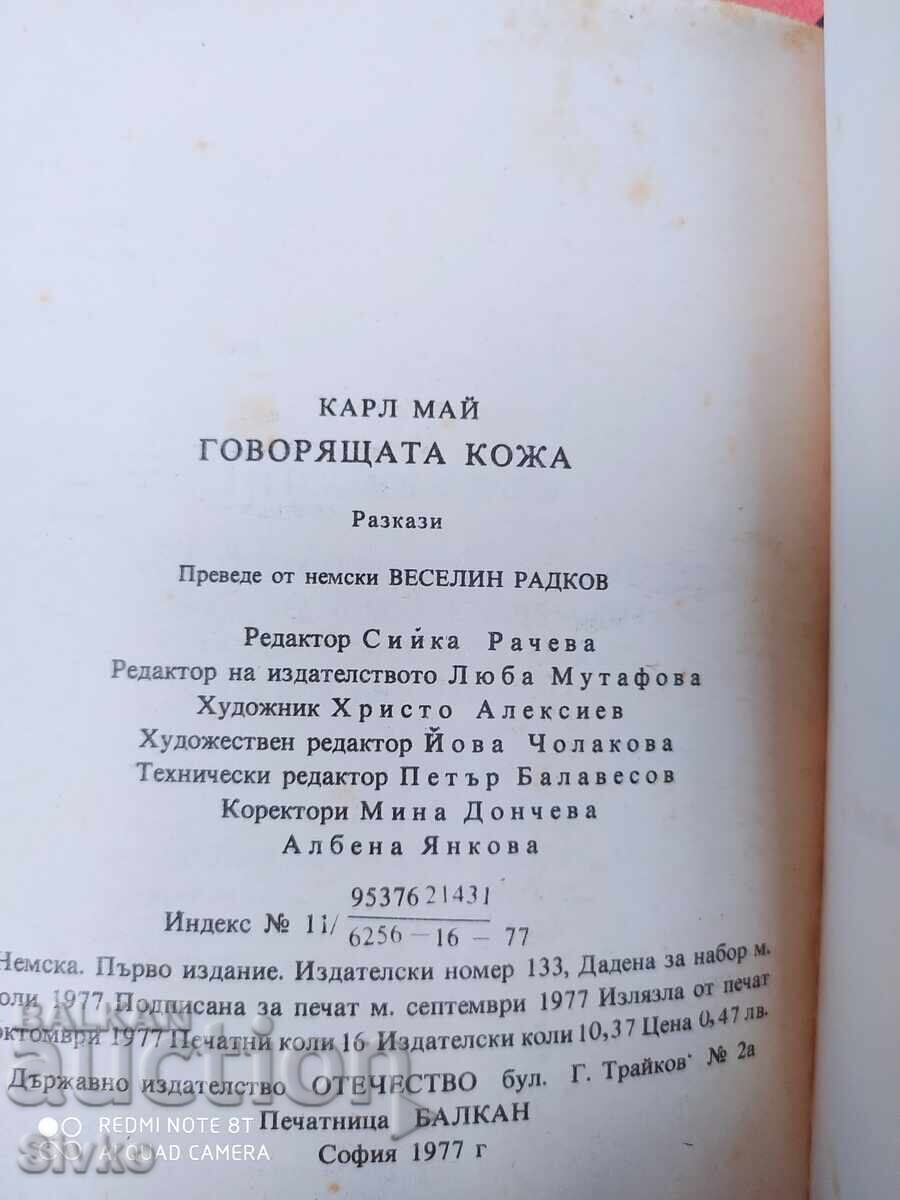 КАРЛ МАЙ
ГОВОРЯЩАТА КОЖА
Разкази
Преведе от немски ВЕСЕЛИН РАДКОВ
Редактор Сийка Рачева
Редактор на издателството Люба Мутафова
Художник Христо Алексиев
Художествен редактор Йова Чолакова
Технически редактор Петър Балавесов
Коректори Мина Дончева
Албена Янкова
9537621431
Индекс № 11/
6256 — 16 — 77
Немска. Първо издание. Издателски номер 133, Дадена за набор м.
1977 Подписана за печат м. септември 1977 Излязла от печат
октомври 1977 Печатни коли 16 Издателски коли 10,37 Цена 0,47 лв.
Държавно издателство ОТЕЧЕСТВО бул. Г. Трайков № 2а
Печатница БАЛКАН
София 1977 г
BALKAN
auction
REDMI NOTE 8T
AI QUAD CAMERA
Sivko